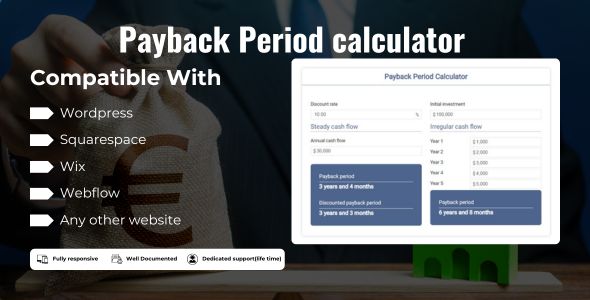 Payback Period calculator
Compatible With
Wordpress
Squarespace
Wix
Webflow
Any other website
Fully responsive
Well Documented
Dedicated support(life time)
Payback Period Calculator
Discount rate
10.00 %
Initial investment
$ 100,000
Steady cash flow
Annual cash flow
$ 30,000
Payback period
3 years and 4 months
Discounted payback period
3 years and 3 months
Irregular cash flow
Year 1 $ 1,000
Year 2 $ 2,000
Year 3 $ 3,000
Year 4 $ 4,000
Year 5 $ 5,000
Payback period
6 years and 8 months